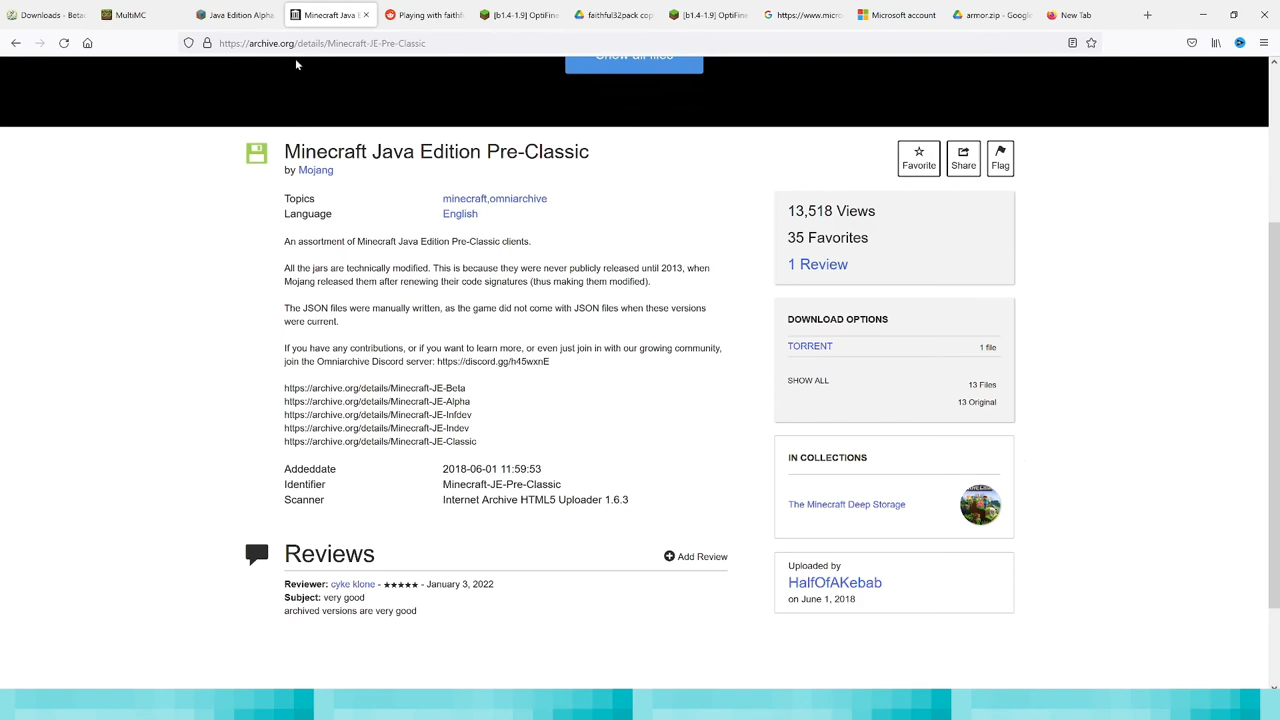 Downloads - Beta
MultiMC
Java Edition Alpha
Minecraft Java E
Playing with faithf
[b1.4-1.9] OptiFine
faithful32pack cop
[b1.4-1.9] OptiFine
https://www.micro
Microsoft account
armor.zip - Google
New Tab
https://archive.org/details/Minecraft-JE-Pre-Classic
Show all files
Minecraft Java Edition Pre-Classic
by Mojang
Favorite
Share
Flag
Topics minecraft,omniarchive
Language English
An assortment of Minecraft Java Edition Pre-Classic clients.
All the jars are technically modified. This is because they were never publicly released until 2013, when
Mojang released them after renewing their code signatures (thus making them modified).
The JSON files were manually written, as the game did not come with JSON files when these versions
were current.
If you have any contributions, or if you want to learn more, or even just join in with our growing community,
join the Omniarchive Discord server: https://discord.gg/h45wxnE
https://archive.org/details/Minecraft-JE-Beta
https://archive.org/details/Minecraft-JE-Alpha
https://archive.org/details/Minecraft-JE-Infdev
https://archive.org/details/Minecraft-JE-Indev
https://archive.org/details/Minecraft-JE-Classic
Addeddate 2018-06-01 11:59:53
Identifier Minecraft-JE-Pre-Classic
Scanner Internet Archive HTML5 Uploader 1.6.3
Reviews
Add Review
Reviewer: cyke klone - ★★★★★ - January 3, 2022
Subject: very good
archived versions are very good
13,518 Views
35 Favorites
1 Review
DOWNLOAD OPTIONS
TORRENT 1 file
SHOW ALL 13 Files
13 Original
IN COLLECTIONS
The Minecraft Deep Storage
Uploaded by
HalfOfAKebab
on June 1, 2018